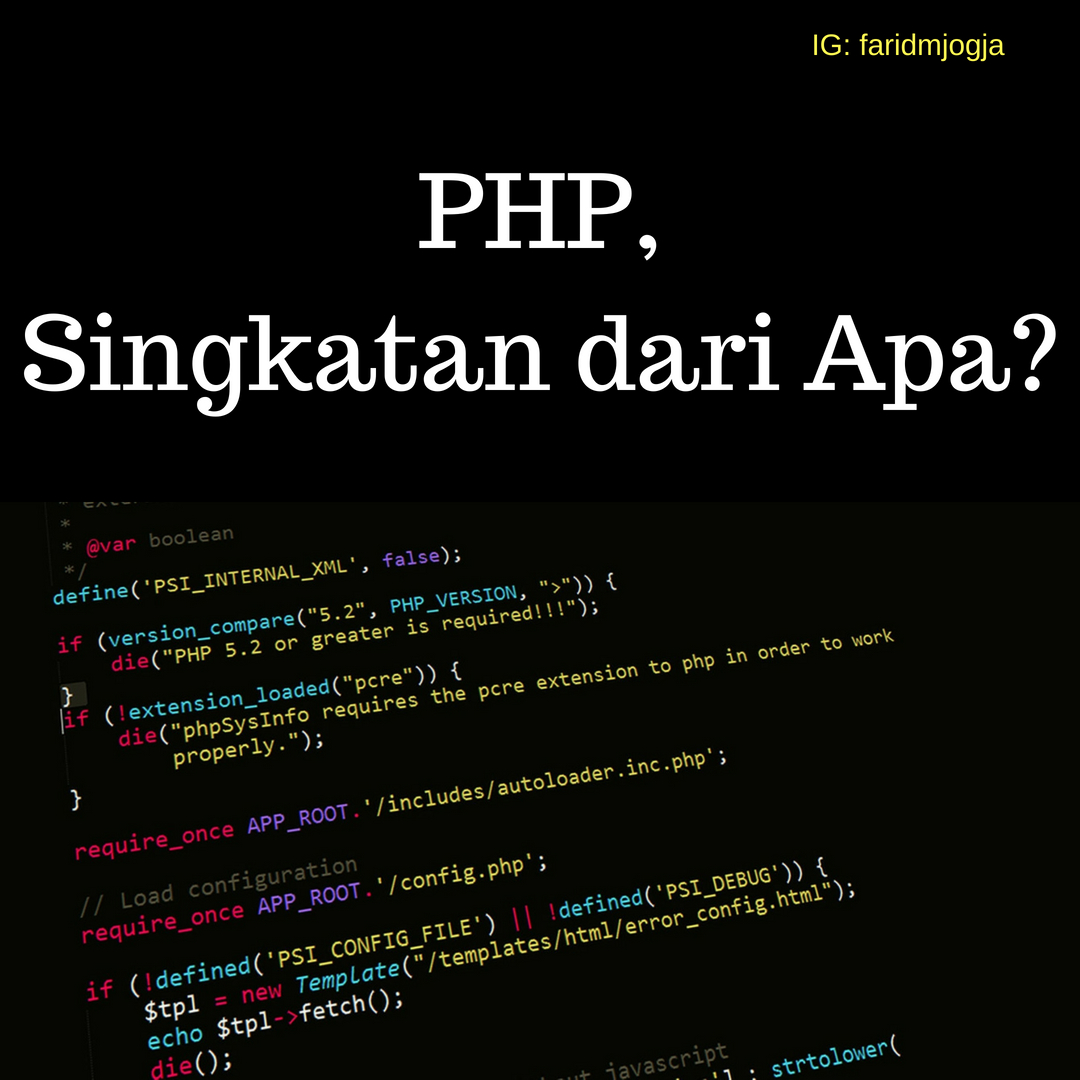 IG: faridmjogja
PHP,
Singkatan dari Apa?
*
* @var boolean
*/
define('PSI_INTERNAL_XML', false);
if (version_compare("5.2", PHP_VERSION, ">")) {
die("PHP 5.2 or greater is required!!!");
}
if (!extension_loaded("pcre")) {
die("phpSysInfo requires the pcre extension to php in order to work
properly.");
}
require_once APP_ROOT.'/includes/autoloader.inc.php';
// Load configuration
require_once APP_ROOT.'/config.php';
if (!defined('PSI_CONFIG_FILE') || !defined('PSI_DEBUG')) {
$tpl = new Template("/templates/html/error_config.html");
echo $tpl->fetch();
die();
javascript
strtolower(